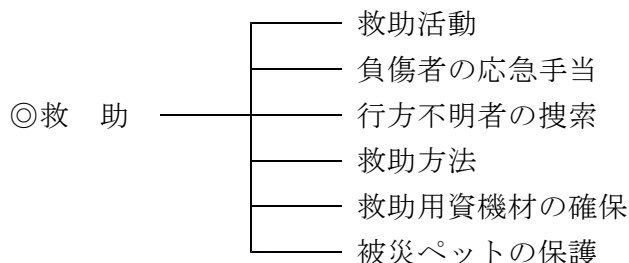 救助活動
負傷者の応急手当
◎救　助
行方不明者の捜索
救助方法
救助用資機材の確保
被災ペットの保護